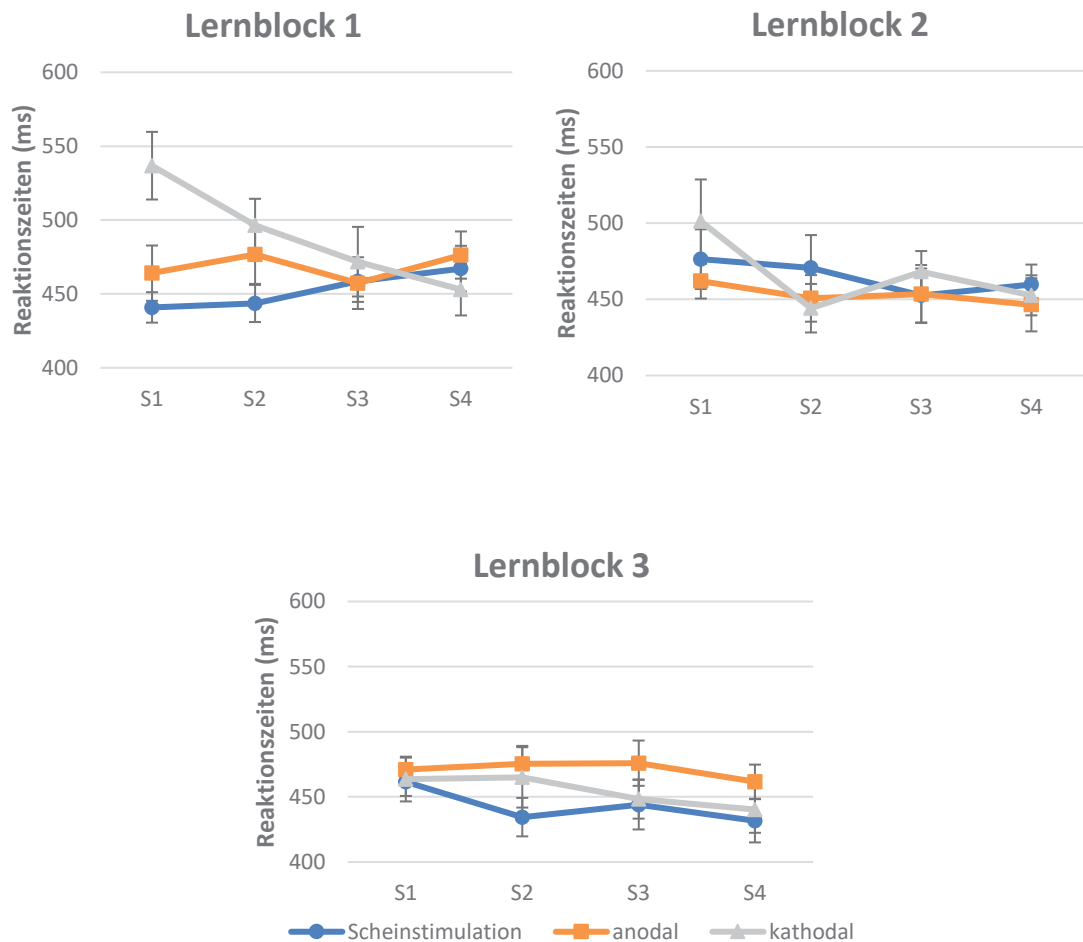 Lernblock 1
Reaktionszeiten (ms)
600
550
500
450
400
S1 S2 S3 S4
Lernblock 2
Reaktionszeiten (ms)
600
550
500
450
400
S1 S2 S3 S4
Lernblock 3
Reaktionszeiten (ms)
600
550
500
450
400
S1 S2 S3 S4
Scheinstimulation anodal kathodal